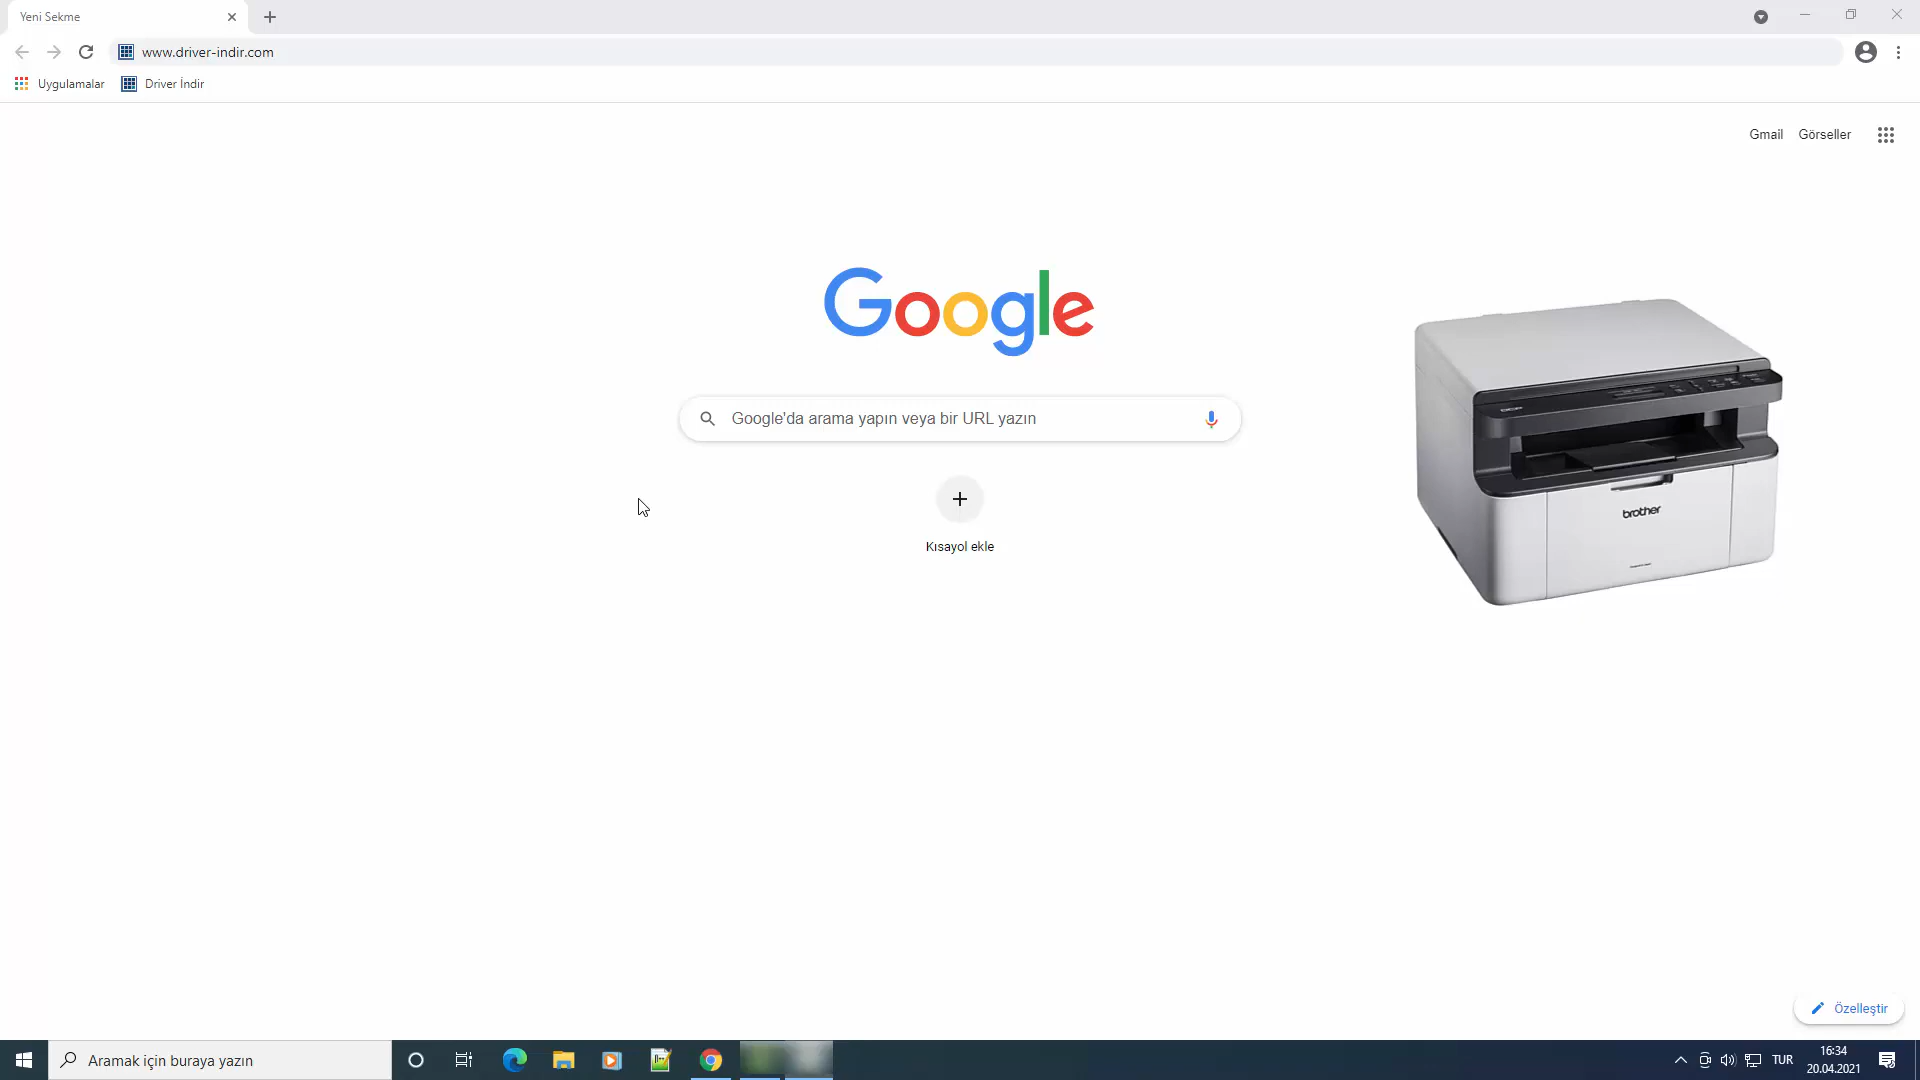 Yeni Sekme
www.driver-indir.com
Uygulamalar
Driver İndir
Gmail
Görseller
Google
Google'da arama yapın veya bir URL yazın
Kısayol ekle
DCP
brother
Özelleştir
Aramak için buraya yazın
TUR
16:34
20.04.2021